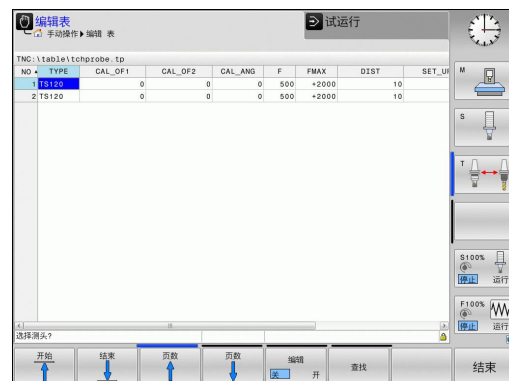 编辑表
手动操作▶编辑 表
试运行
TNC:\table\tchprobe.tp
NO TYPE CAL_OF1 CAL_OF2 CAL_ANG F FMAX DIST SET_UP
1 TS120 0 0 0 500 +2000 10
2 TS120 0 0 0 500 +2000 10
选择测头?
开始
结束
页数
页数
编辑
关 开
查找
结束
M
S
T
S100%
停止 运行
F100%
停止 运行